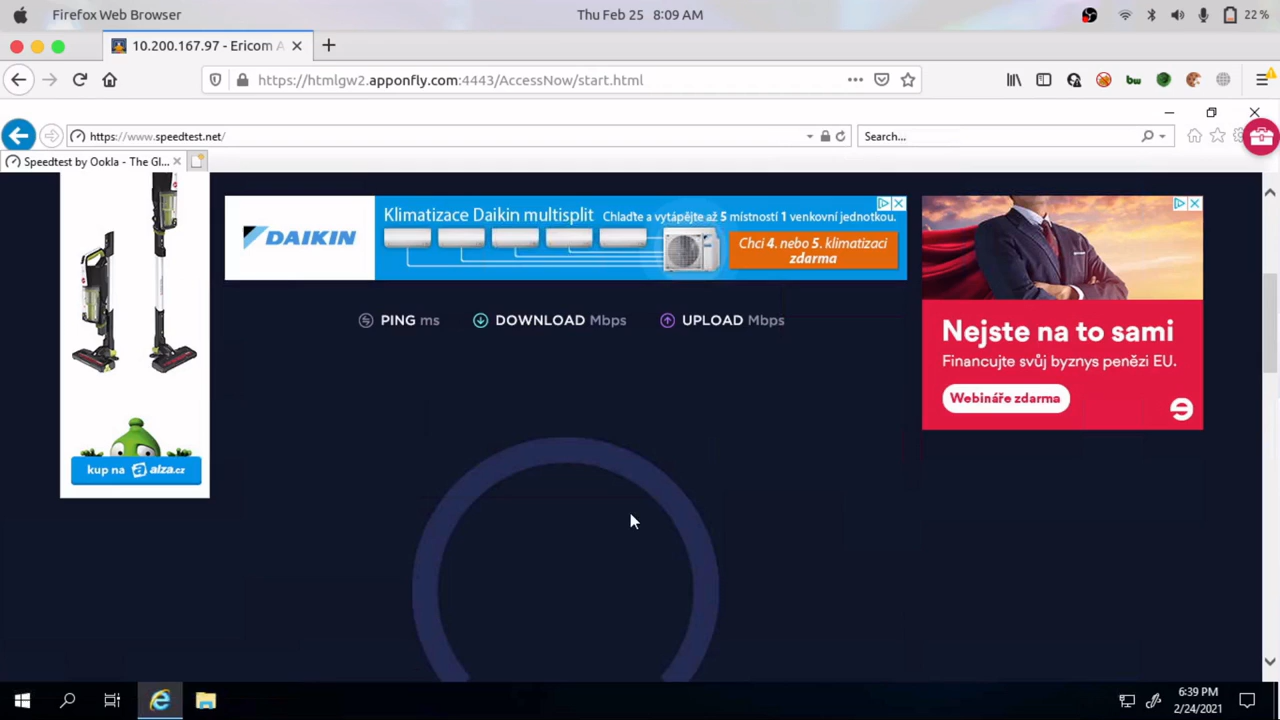 Firefox Web Browser
Thu Feb 25 8:09 AM
22 %
10.200.167.97 - Ericom A
https://htmlgw2.apponfly.com:4443/AccessNow/start.html
https://www.speedtest.net/
Search...
Speedtest by Ookla - The Gl...
DAIKIN
Klimatizace Daikin multisplit
Chlaďte a vytápějte až 5 místností 1 venkovní jednotkou.
Chci 4. nebo 5. klimatizaci
zdarma
PING ms
DOWNLOAD Mbps
UPLOAD Mbps
Nejste na to sami
Financujte svůj byznys penězi EU.
Webináře zdarma
kup na alza.cz
6:39 PM
2/24/2021